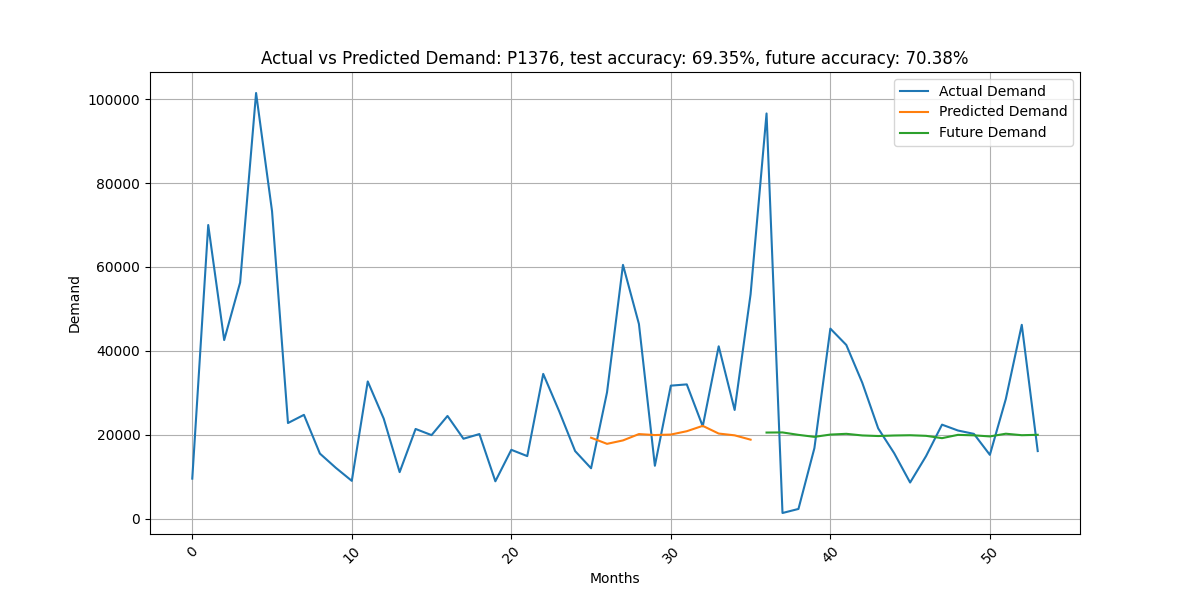 Actual vs Predicted Demand: P1376, test accuracy: 69.35%, future accuracy: 70.38%
Actual Demand
Predicted Demand
Future Demand
100000
80000
60000
40000
20000
0
Demand
0
10
20
30
40
50
Months